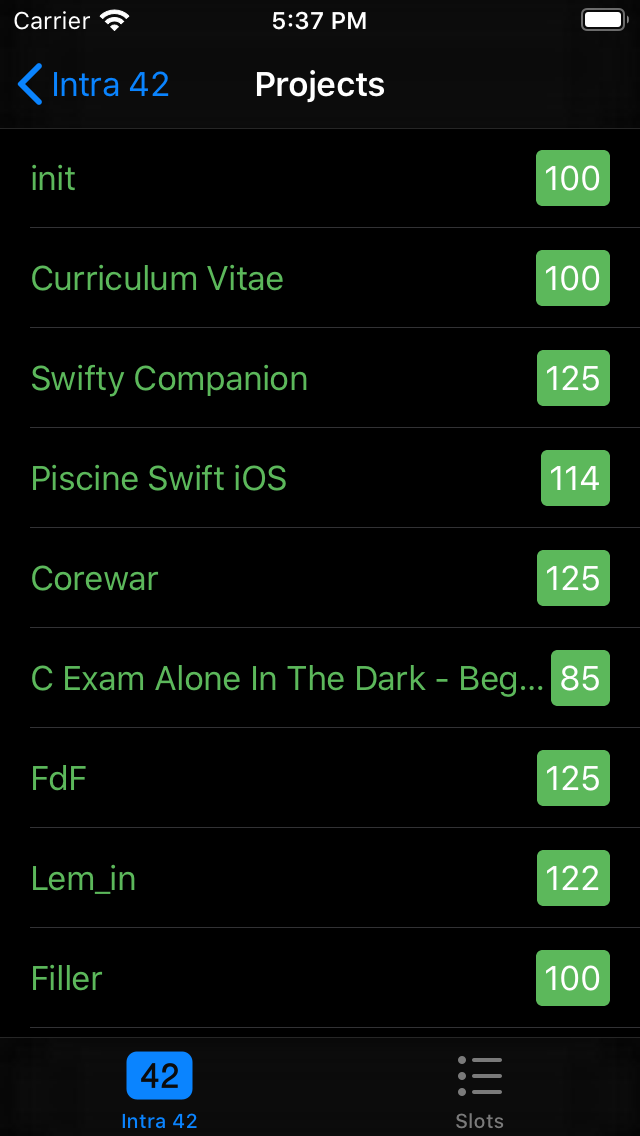 Carrier 5:37 PM
Intra 42 Projects
init 100
Curriculum Vitae 100
Swifty Companion 125
Piscine Swift iOS 114
Corewar 125
C Exam Alone In The Dark - Beg... 85
FdF 125
Lem_in 122
Filler 100
42
Intra 42 Slots